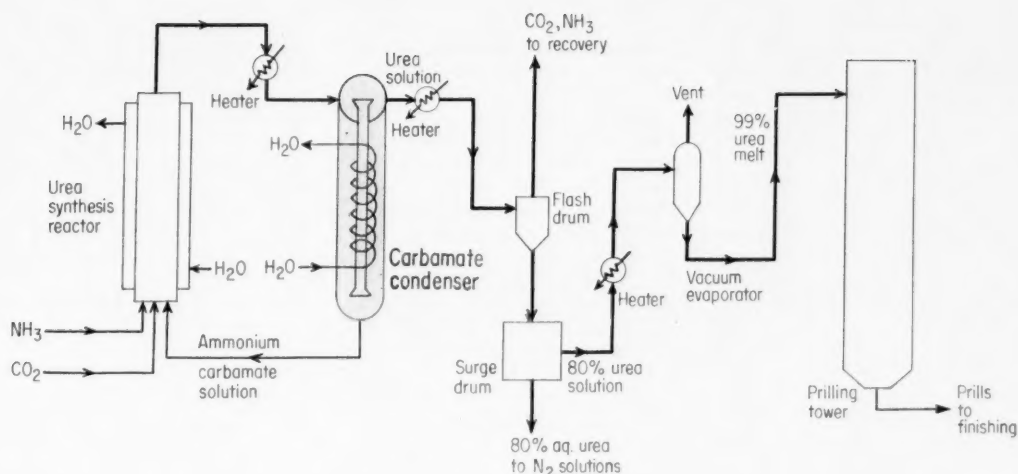 CO2, NH3
to recovery
Urea
solution
Heater
Heater
Vent
99%
urea
melt
H2O
H2O
Urea
synthesis
reactor
Flash
drum
Carbamate
condenser
H2O
H2O
Heater
Vacuum
evaporator
NH3
Ammonium
carbamate
solution
CO2
Surge
drum
80% urea
solution
Prilling
tower
Prills
to
finishing
80% aq. urea
to N2 solutions